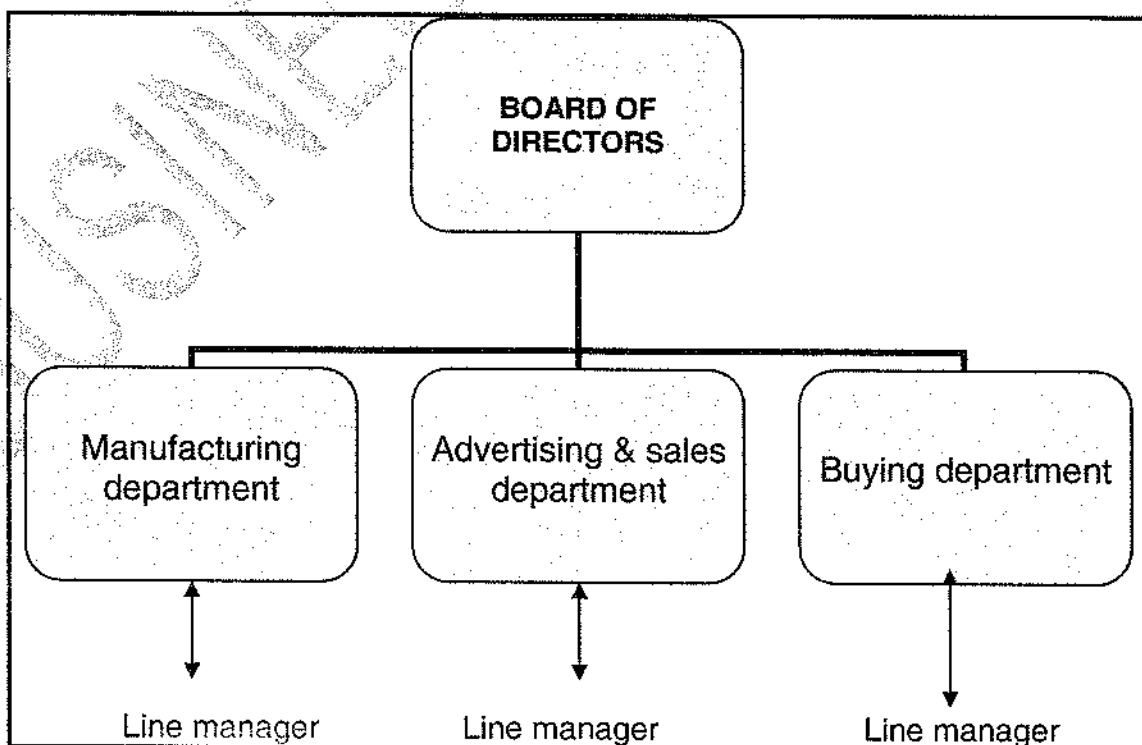 BOARD OF
DIRECTORS
Manufacturing
department
Advertising & sales
department
Buying department
Line manager
Line manager
Line manager